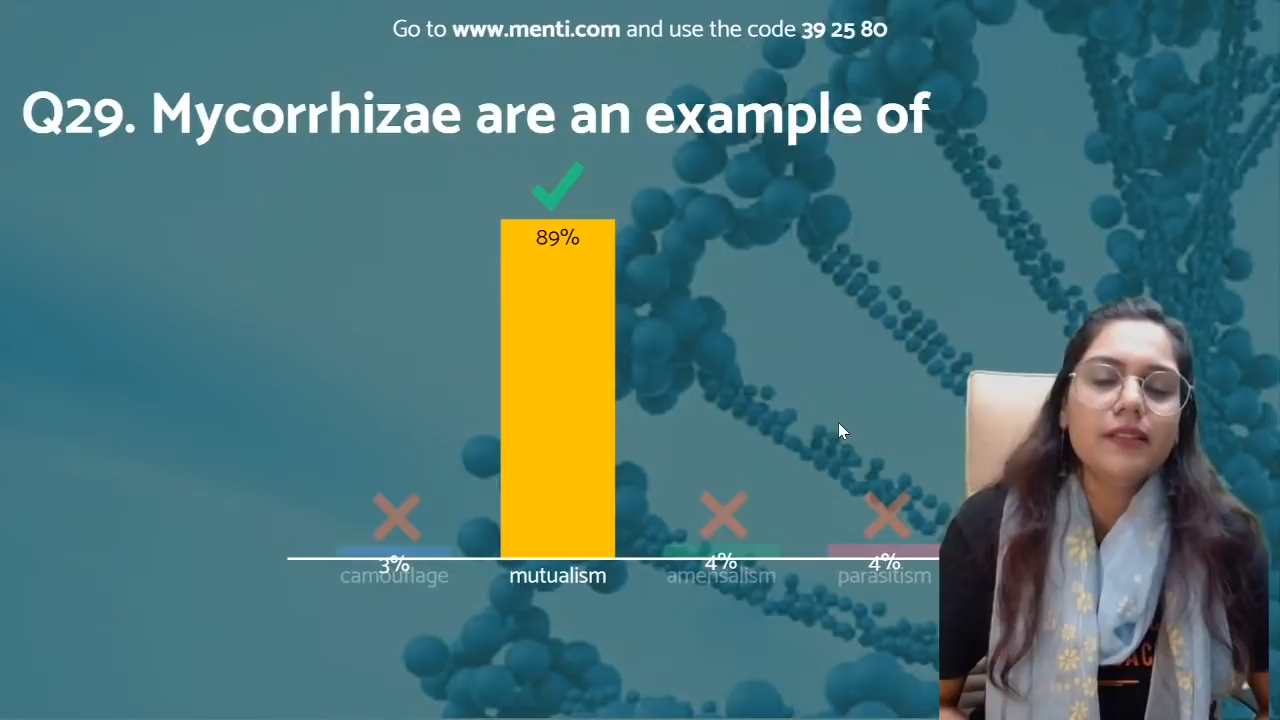 Go to www.menti.com and use the code 39 25 80
Q29. Mycorrhizae are an example of
89%
3%
4%
4%
camouflage
mutualism
amensalism
parasitism